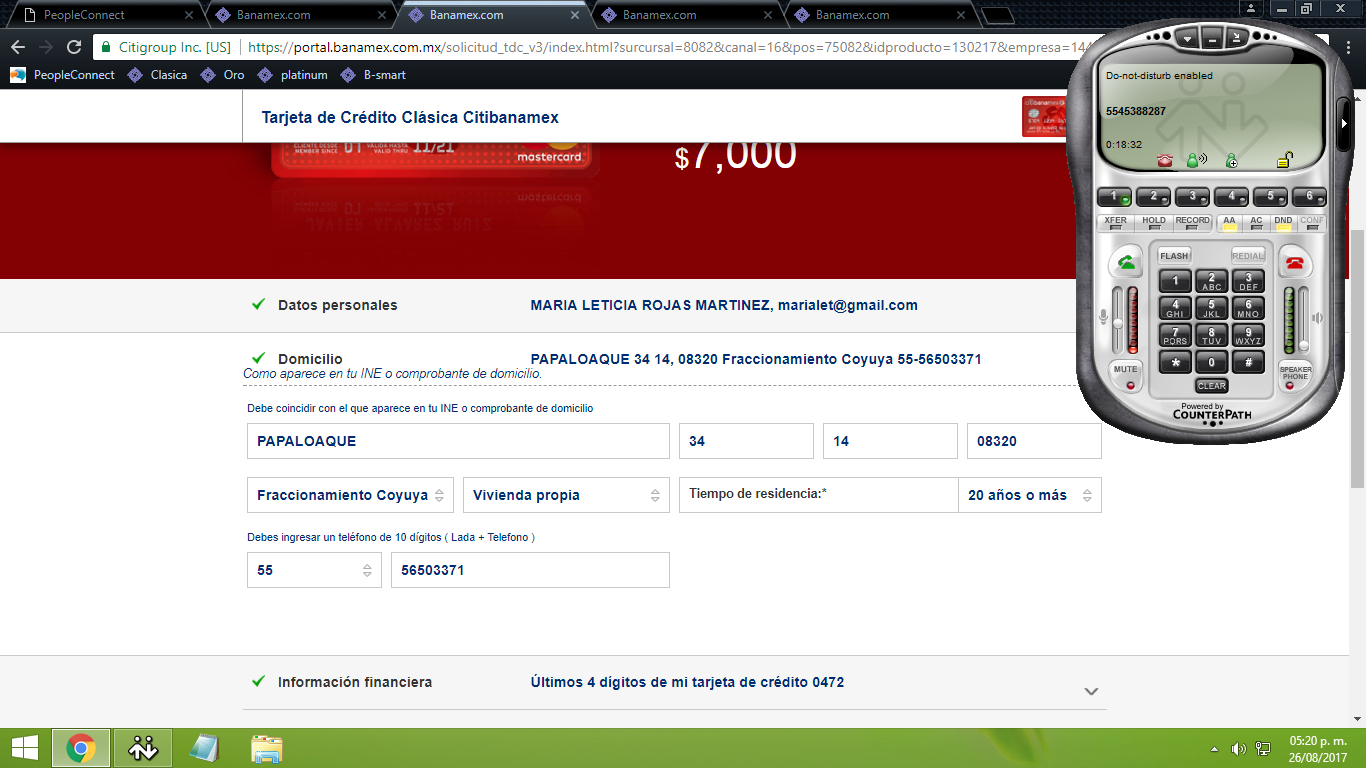 PeopleConnect
Banamex.com
Banamex.com
Banamex.com
Banamex.com
Citigroup Inc. [US]
https://portal.banamex.com.mx/solicitud_tdc_v3/index.html?surcursal=8082&canal=16&pos=75082&idproducto=130217&empresa=144
PeopleConnect Clasica Oro platinum B-smart
Tarjeta de Crédito Clásica Citibanamex
mastercard
$7,000
Datos personales MARIA LETICIA ROJAS MARTINEZ, marialet@gmail.com
Domicilio PAPALOAQUE 34 14, 08320 Fraccionamiento Coyuya 55-56503371
Como aparece en tu INE o comprobante de domicilio.
Debe coincidir con el que aparece en tu INE o comprobante de domicilio
PAPALOAQUE 34 14 08320
Fraccionamiento Coyuya Vivienda propia Tiempo de residencia:* 20 años o más
Debes ingresar un teléfono de 10 dígitos ( Lada + Telefono )
55 56503371
Información financiera Últimos 4 dígitos de mi tarjeta de crédito 0472
Do-not-disturb enabled
5545388287
0:18:32
1 2 3 4 5 6
XFER HOLD RECORD AA AC DND CONF
FLASH REDIAL
1 2 ABC 3 DEF
4 GHI 5 JKL 6 MNO
7 PQRS 8 TUV 9 WXYZ
* 0 #
MUTE CLEAR SPEAKER PHONE
Powered by
COUNTERPATH
05:20 p. m.
26/08/2017